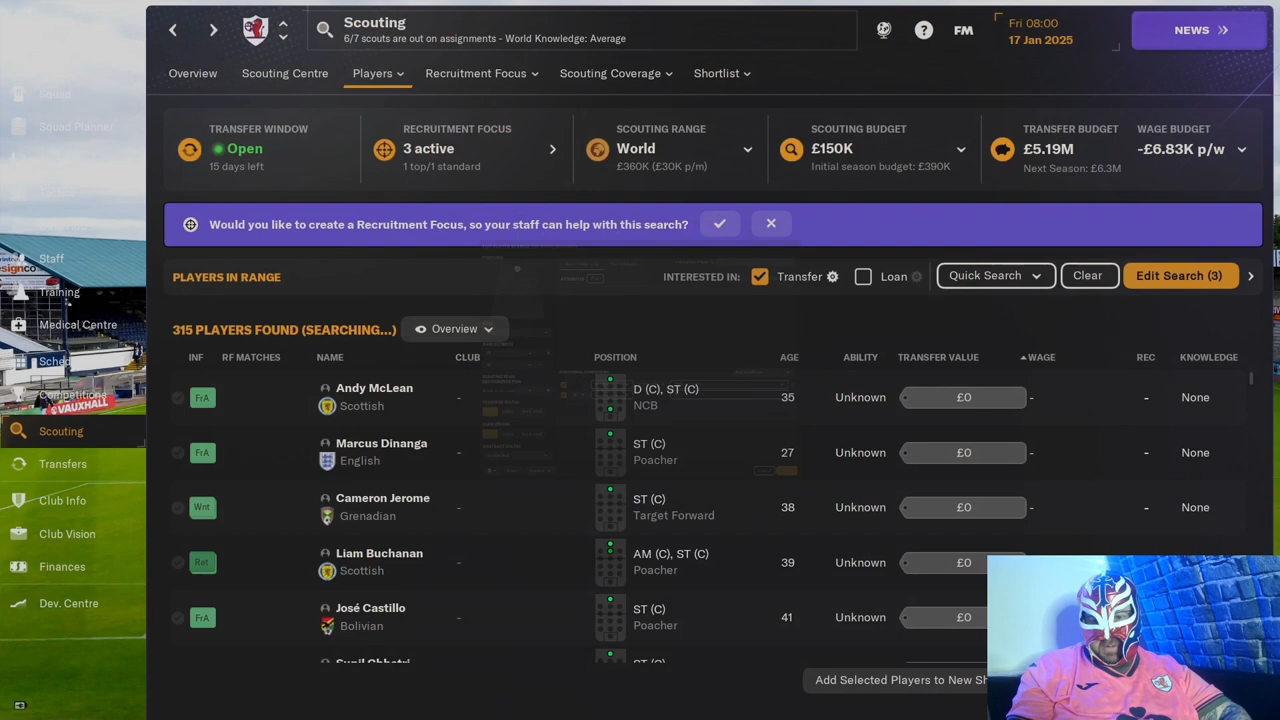 Scouting
6/7 scouts are out on assignments - World Knowledge: Average
FM
Fri 08:00
17 Jan 2025
NEWS
Overview
Scouting Centre
Players
Recruitment Focus
Scouting Coverage
Shortlist
Squad
Squad Planner
Staff
Training
Medical Centre
Sched
Competitions
Scouting
Transfers
Club Info
Club Vision
Finances
Dev. Centre
VAUXHALL
TRANSFER WINDOW
Open
15 days left
RECRUITMENT FOCUS
3 active
1 top/1 standard
SCOUTING RANGE
World
£360K (£30K p/m)
SCOUTING BUDGET
£150K
Initial season budget: £390K
TRANSFER BUDGET
£5.19M
Next Season: £6.3M
WAGE BUDGET
-£6.83K p/w
Would you like to create a Recruitment Focus, so your staff can help with this search?
PLAYERS IN RANGE
INTERESTED IN:
Transfer
Loan
Quick Search
Clear
Edit Search (3)
315 PLAYERS FOUND (SEARCHING...)
Overview
INF RF MATCHES NAME CLUB POSITION AGE ABILITY TRANSFER VALUE WAGE REC KNOWLEDGE
FrA Andy McLean - D (C), ST (C) 35 Unknown £0 - - None
Scottish NCB
FrA Marcus Dinanga - ST (C) 27 Unknown £0 - - None
English Poacher
Wnt Cameron Jerome - ST (C) 38 Unknown £0 - - None
Grenadian Target Forward
Ret Liam Buchanan - AM (C), ST (C) 39 Unknown £0
Scottish Poacher
FrA José Castillo - ST (C) 41 Unknown £0
Bolivian Poacher
Sunil Chhetri ST (C)
Add Selected Players to New Sh